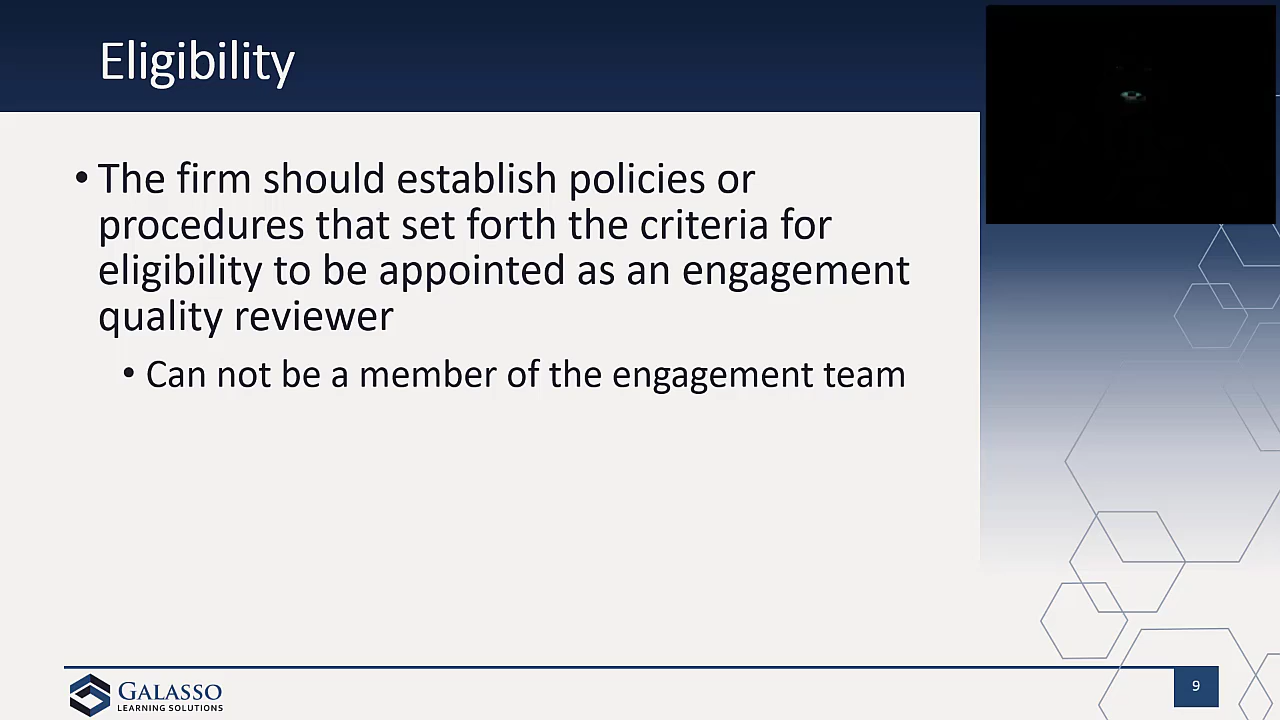 Eligibility
• The firm should establish policies or
procedures that set forth the criteria for
eligibility to be appointed as an engagement
quality reviewer
• Can not be a member of the engagement team
GALASSO
LEARNING SOLUTIONS
9